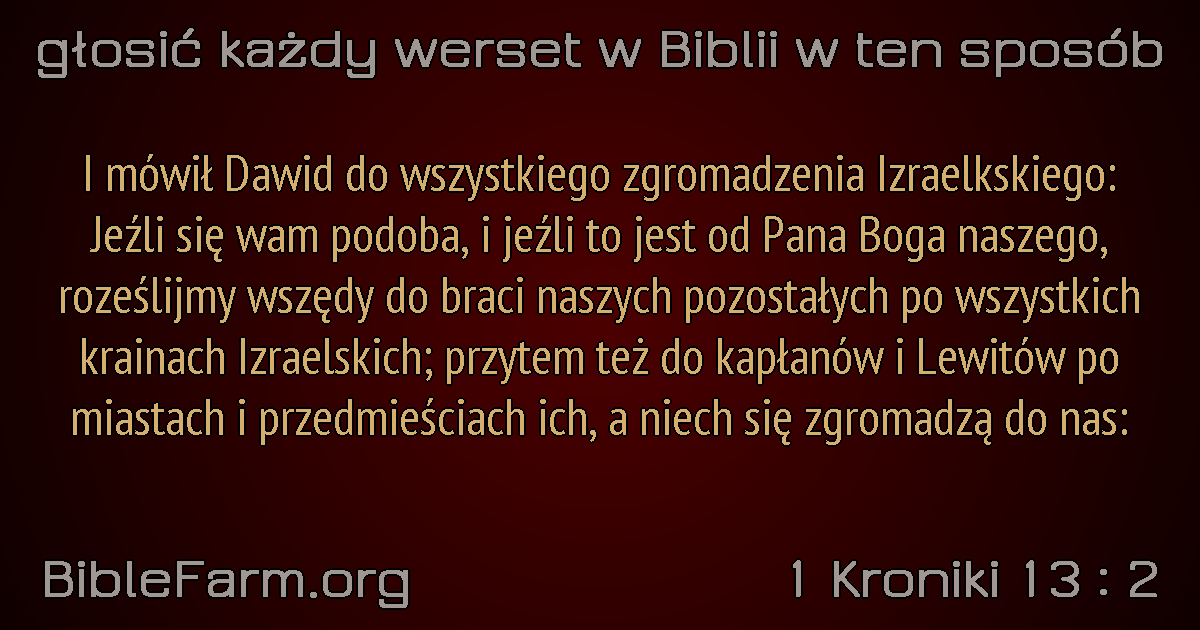 głosić każdy werset w Biblii w ten sposób
I mówił Dawid do wszystkiego zgromadzenia Izraelkskiego:
Jeźli się wam podoba, i jeźli to jest od Pana Boga naszego,
roześlijmy wszędy do braci naszych pozostałych po wszystkich
krainach Izraelskich; przytem też do kapłanów i Lewitów po
miastach i przedmieściach ich, a niech się zgromadzą do nas:
BibleFarm.org
1 Kroniki 13 : 2